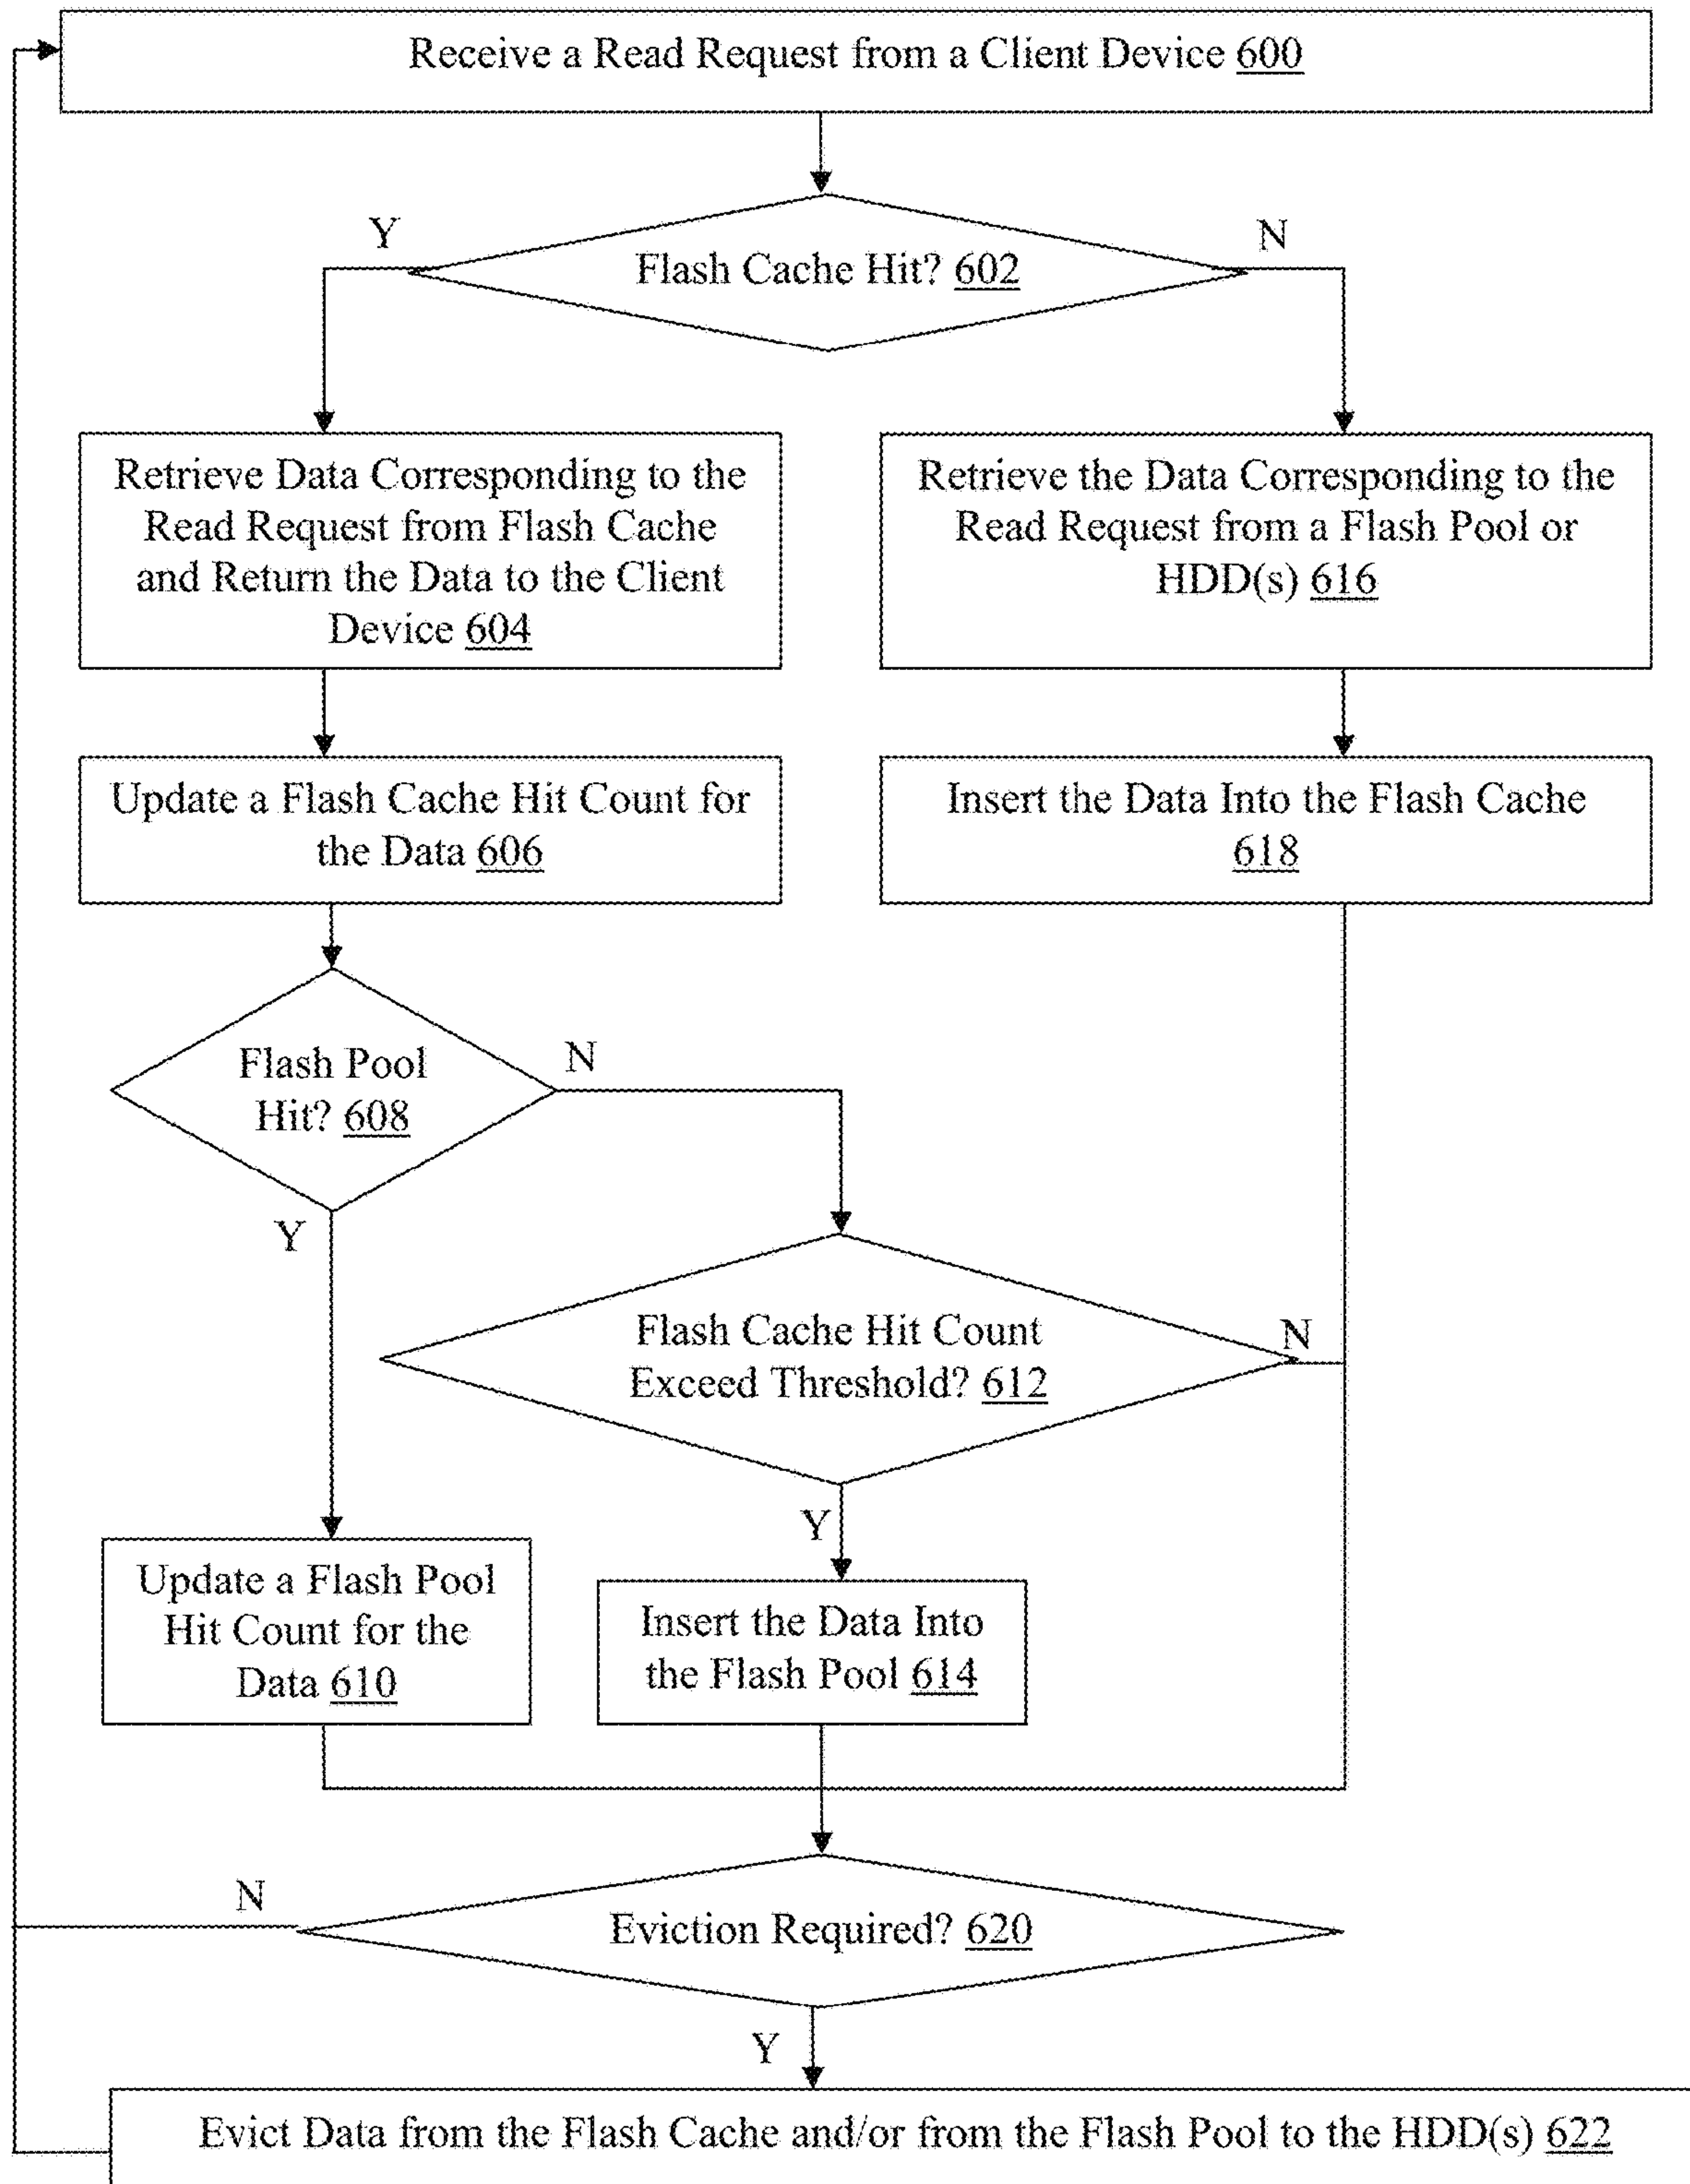 Receive a Read Request from a Client Device 600
Y
N
Flash Cache Hit? 602
Retrieve Data Corresponding to the
Read Request from Flash Cache
and Return the Data to the Client
Device 604
Retrieve the Data Corresponding to the
Read Request from a Flash Pool or
HDD(s) 616
Update a Flash Cache Hit Count for
the Data 606
Insert the Data Into the Flash Cache
618
Flash Pool
Hit? 608
N
Y
Flash Cache Hit Count
Exceed Threshold? 612
N
Y
Update a Flash Pool
Hit Count for the
Data 610
Insert the Data Into
the Flash Pool 614
N
Eviction Required? 620
Y
Evict Data from the Flash Cache and/or from the Flash Pool to the HDD(s) 622